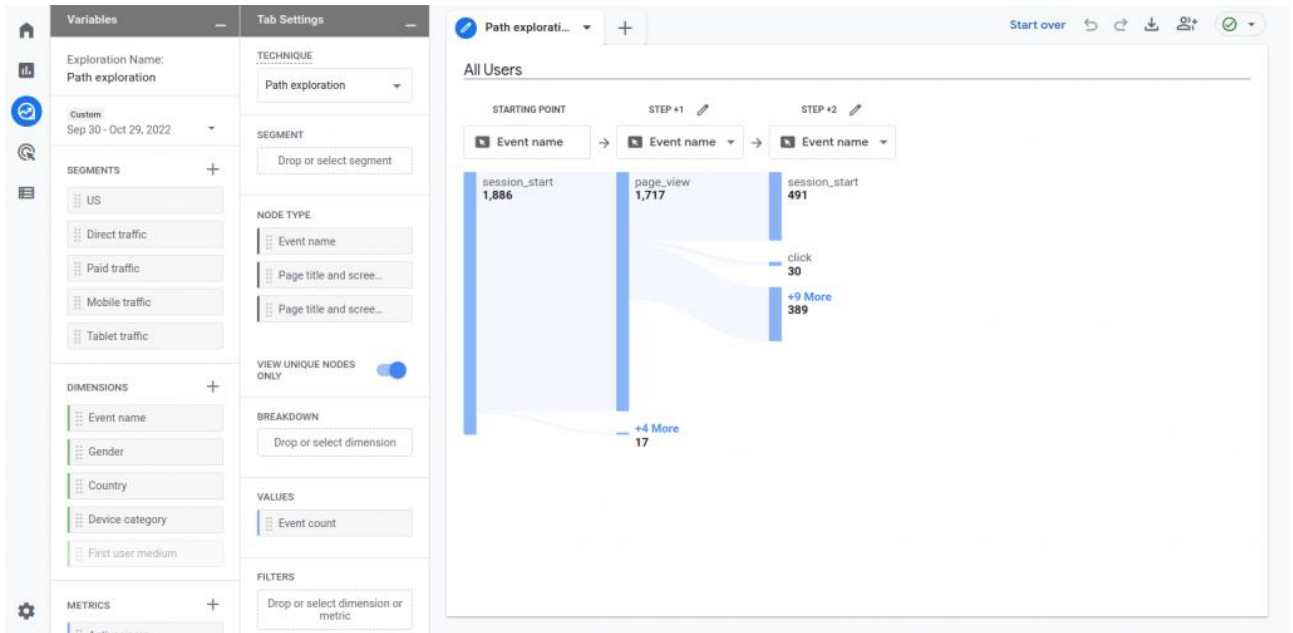 Variables
Exploration Name:
Path exploration
Custom
Sep 30 - Oct 29, 2022
SEGMENTS
US
Direct traffic
Paid traffic
Mobile traffic
Tablet traffic
DIMENSIONS
Event name
Gender
Country
Device category
First user medium
METRICS
Tab Settings
TECHNIQUE
Path exploration
SEGMENT
Drop or select segment
NODE TYPE
Event name
Page title and scree...
Page title and scree...
VIEW UNIQUE NODES
ONLY
BREAKDOWN
Drop or select dimension
VALUES
Event count
FILTERS
Drop or select dimension or
metric
Path explorati...
Start over
All Users
STARTING POINT
STEP +1
STEP +2
Event name
Event name
Event name
session_start
1,886
page_view
1,717
session_start
491
click
30
+9 More
389
+4 More
17